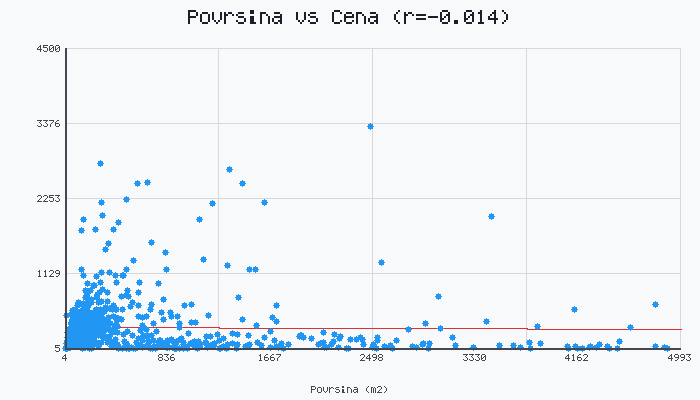 Povrsina vs Cena (r=-0.014)
4500
3376
2253
1129
5
4 836 1667 2498 3330 4162 4993
Povrsina (m2)